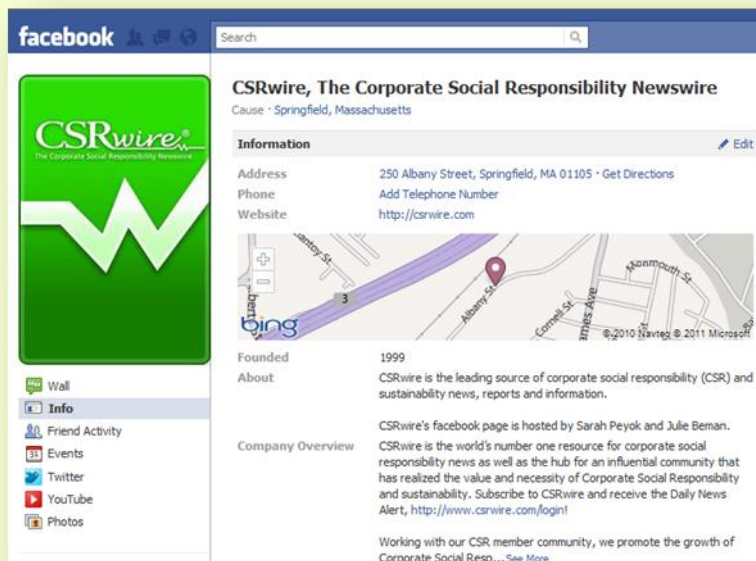 facebook
Search
CSRwire®
The Corporate Social Responsibility Newswire
CSRwire, The Corporate Social Responsibility Newswire
Cause · Springfield, Massachusetts
Information
Edit
Address 250 Albany Street, Springfield, MA 01105 · Get Directions
Phone Add Telephone Number
Website http://csrwire.com
Albany St
Cornell St
Monmouth St
3
bing
© 2010 Navteq © 2011 Microsoft
Founded 1999
About CSRwire is the leading source of corporate social responsibility (CSR) and
sustainability news, reports and information.
CSRwire's facebook page is hosted by Sarah Peyok and Julie Beman.
Company Overview CSRwire is the world's number one resource for corporate social
responsibility news as well as the hub for an influential community that
has realized the value and necessity of Corporate Social Responsibility
and sustainability. Subscribe to CSRwire and receive the Daily News
Alert, http://www.csrwire.com/login!
Working with our CSR member community, we promote the growth of
Corporate Social Resp... See More
Wall
Info
Friend Activity
31 Events
Twitter
YouTube
Photos